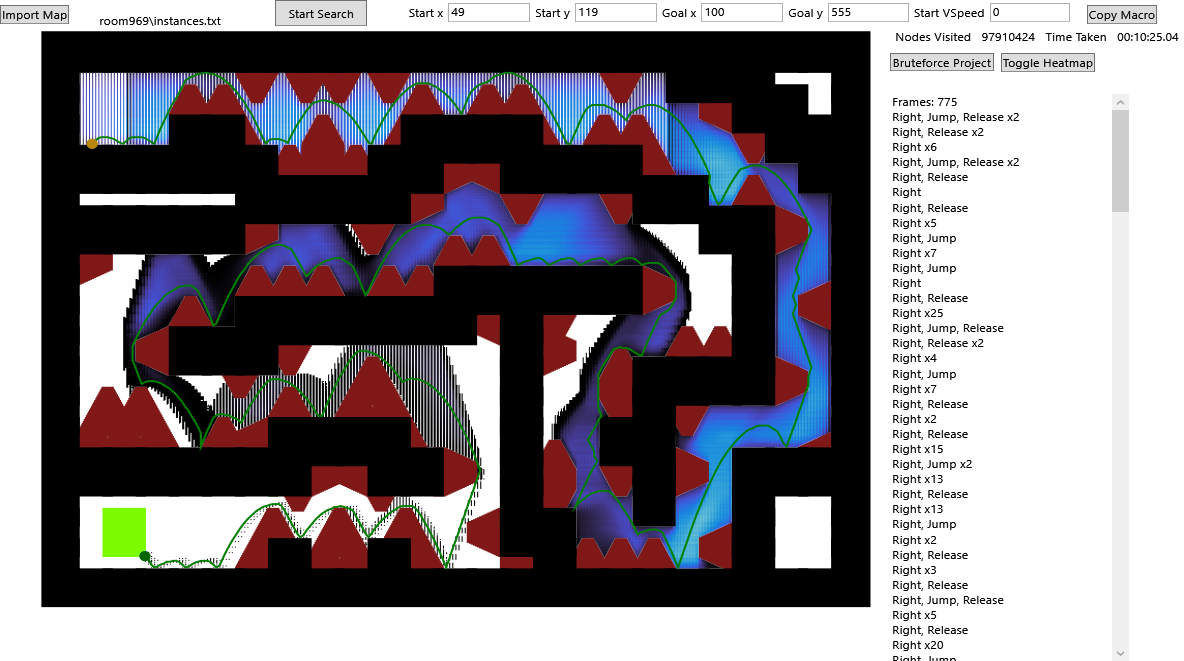 Import Map
room969\instances.txt
Start Search
Start x 49 Start y 119 Goal x 100 Goal y 555 Start VSpeed 0
Copy Macro
Nodes Visited 97910424 Time Taken 00:10:25.04
Bruteforce Project Toggle Heatmap
Frames: 775
Right, Jump, Release x2
Right, Release x2
Right x6
Right, Jump, Release x2
Right, Release
Right
Right, Release
Right x5
Right, Jump
Right x7
Right, Jump
Right
Right, Release
Right x25
Right, Jump, Release
Right, Release x2
Right x4
Right, Jump
Right x7
Right, Release
Right x2
Right, Release
Right x15
Right, Jump x2
Right x13
Right, Release
Right x13
Right, Jump
Right x2
Right, Release
Right x3
Right, Release
Right, Jump, Release
Right x5
Right, Release
Right x20
Right, Jump